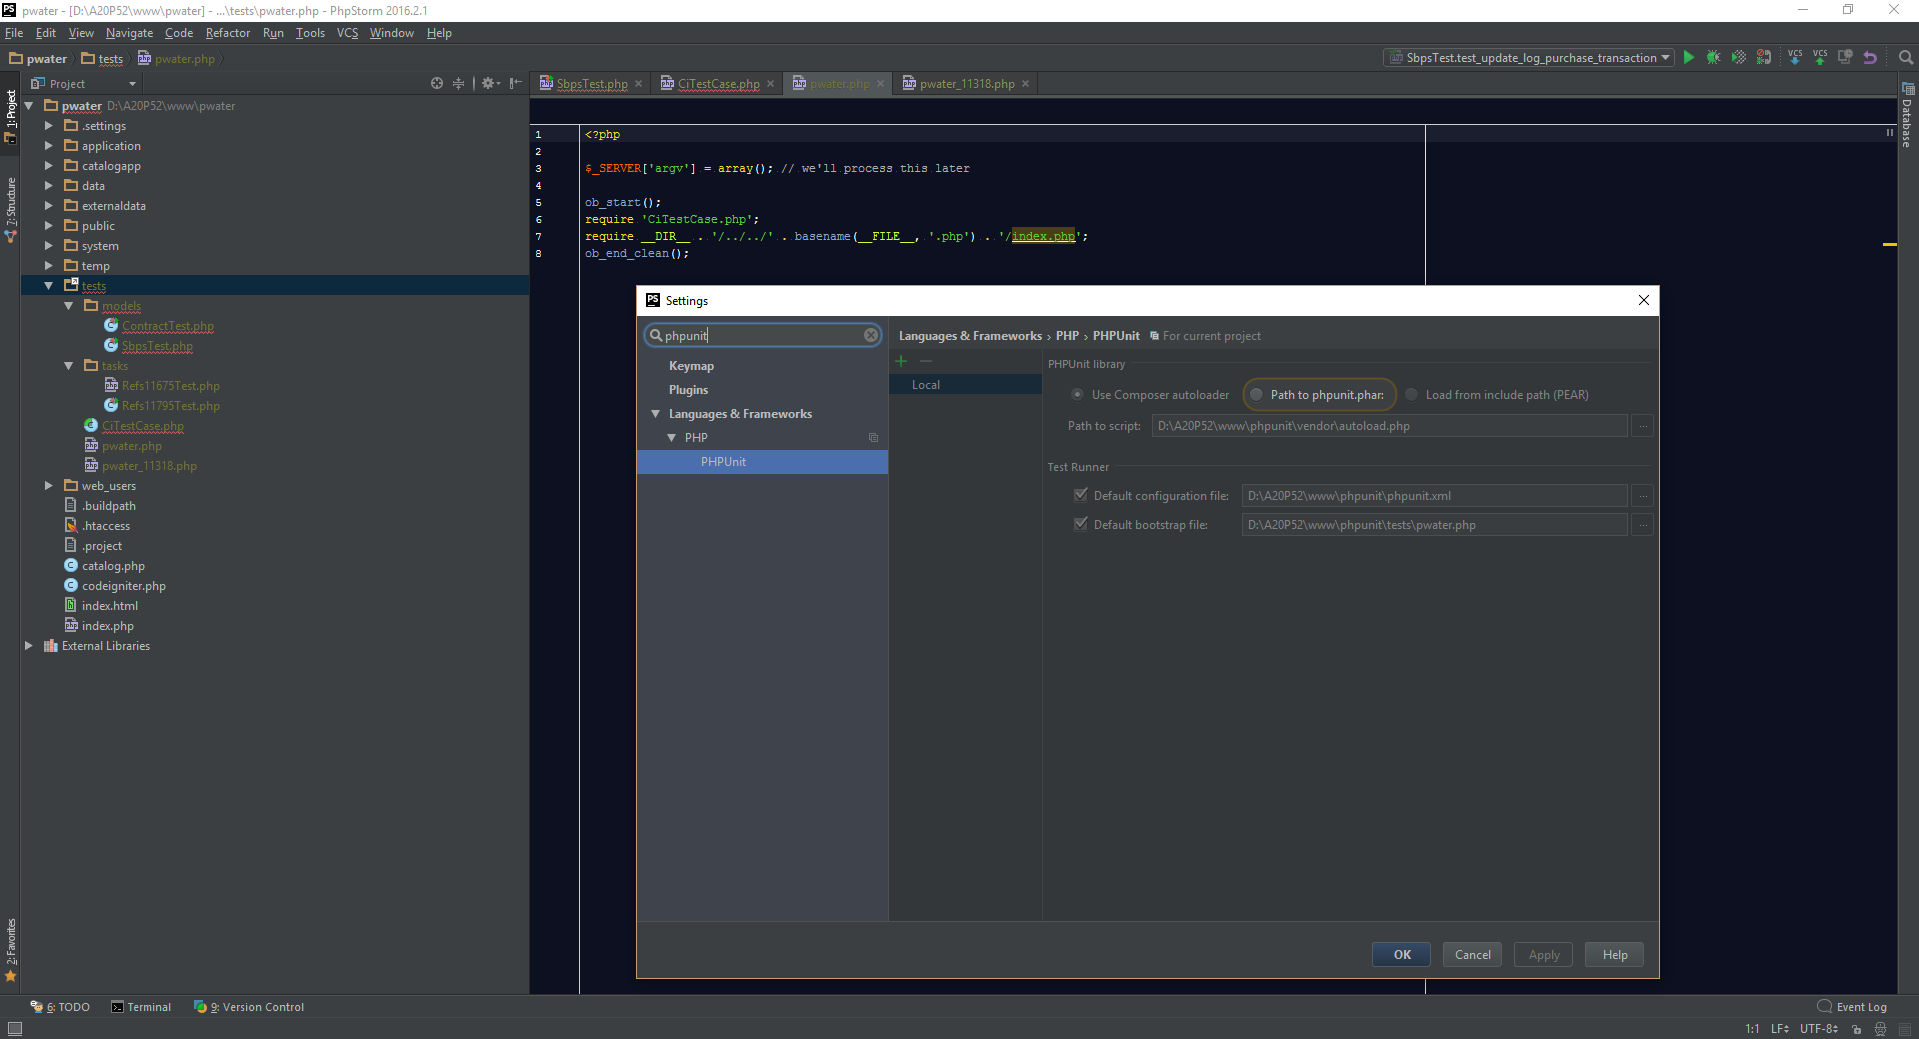 pwater - [D:\A20P52\www\pwater] - ...\tests\pwater.php - PhpStorm 2016.2.1
File Edit View Navigate Code Refactor Run Tools VCS Window Help
pwater tests pwater.php
SbpsTest.test_update_log_purchase_transaction
VCS VCS
Project
SbpsTest.php CiTestCase.php pwater.php pwater_11318.php
1: Project
7: Structure
2: Favorites
Database
pwater D:\A20P52\www\pwater
.settings
application
catalogapp
data
externaldata
public
system
temp
tests
models
ContractTest.php
SbpsTest.php
tasks
Refs11675Test.php
Refs11795Test.php
CiTestCase.php
pwater.php
pwater_11318.php
web_users
.buildpath
.htaccess
.project
catalog.php
codeigniter.php
index.html
index.php
External Libraries
1 <?php
2
3 $_SERVER['argv'] = array(); // we'll process this later
4
5 ob_start();
6 require 'CiTestCase.php';
7 require __DIR__ . '/../../' . basename(__FILE__, '.php') . '/index.php';
8 ob_end_clean();
Settings
phpunit
Keymap
Plugins
Languages & Frameworks
PHP
PHPUnit
Languages & Frameworks › PHP › PHPUnit For current project
Local
PHPUnit library
Use Composer autoloader Path to phpunit.phar: Load from include path (PEAR)
Path to script: D:\A20P52\www\phpunit\vendor\autoload.php ...
Test Runner
Default configuration file: D:\A20P52\www\phpunit\phpunit.xml ...
Default bootstrap file: D:\A20P52\www\phpunit\tests\pwater.php ...
OK Cancel Apply Help
6: TODO Terminal 9: Version Control Event Log
1:1 LF UTF-8